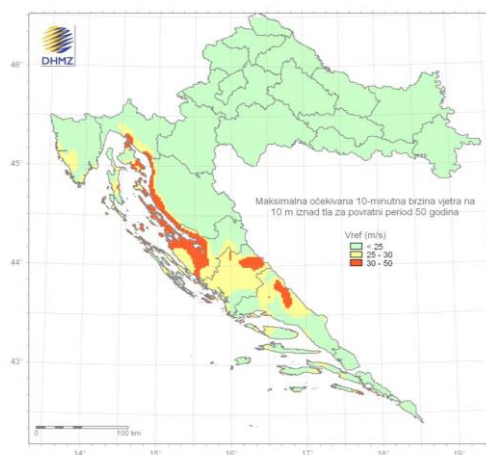 DHMZ
46°
45°
44°
43°
Maksimalna očekivana 10-minutna brzina vjetra na
10 m iznad tla za povratni period 50 godina
Vref (m/s)
< 25
25 - 30
30 - 50
0 100 km
14° 15° 16° 17° 18° 19°